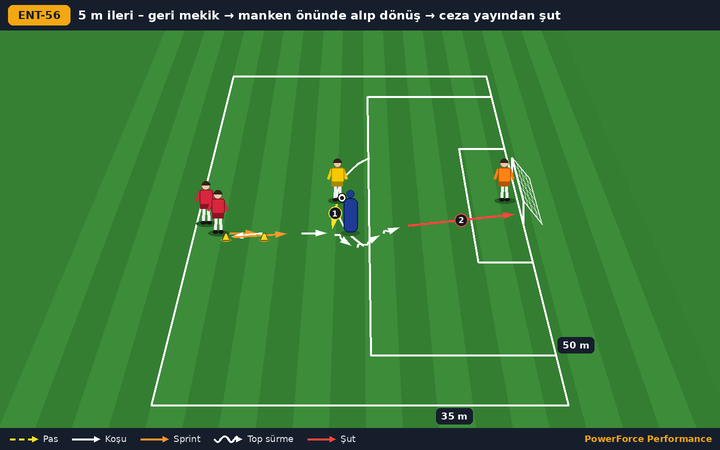 ENT-56 5 m ileri – geri mekik → manken önünde alıp dönüş → ceza yayından şut
1
2
50 m
35 m
Pas Koşu Sprint Top sürme Şut PowerForce Performance